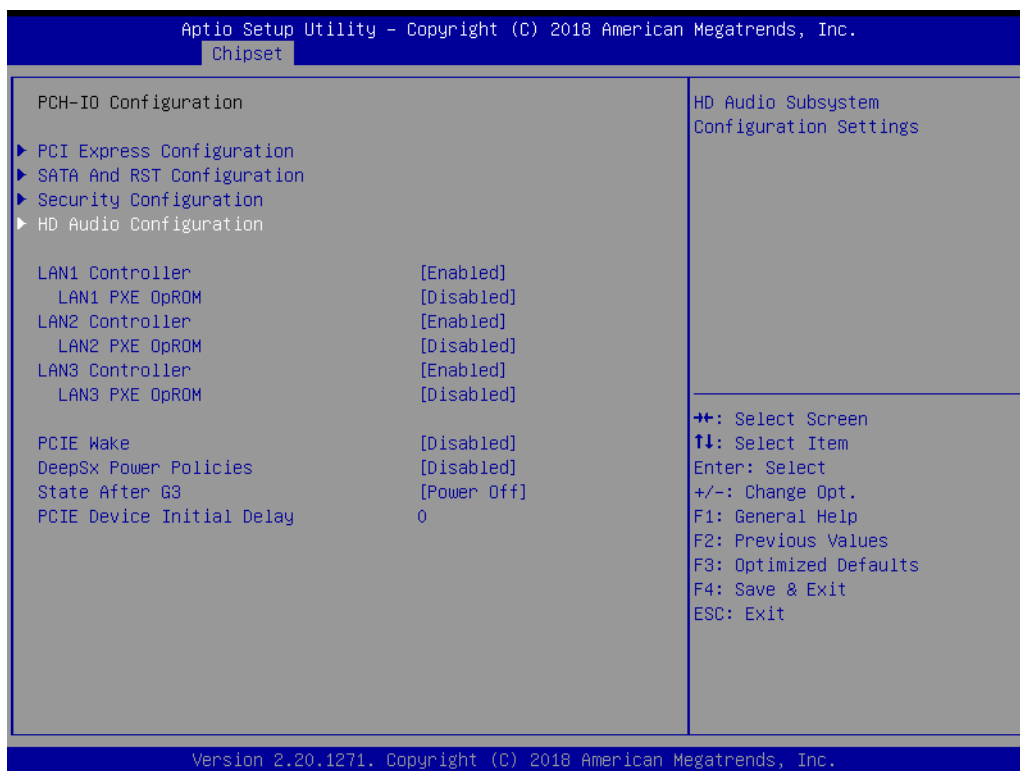 Aptio Setup Utility – Copyright (C) 2018 American Megatrends, Inc.
Chipset
PCH-IO Configuration
PCI Express Configuration
SATA And RST Configuration
Security Configuration
HD Audio Configuration
LAN1 Controller [Enabled]
LAN1 PXE OpROM [Disabled]
LAN2 Controller [Enabled]
LAN2 PXE OpROM [Disabled]
LAN3 Controller [Enabled]
LAN3 PXE OpROM [Disabled]
PCIE Wake [Disabled]
DeepSx Power Policies [Disabled]
State After G3 [Power Off]
PCIE Device Initial Delay 0
HD Audio Subsystem
Configuration Settings
→←: Select Screen
↑↓: Select Item
Enter: Select
+/-: Change Opt.
F1: General Help
F2: Previous Values
F3: Optimized Defaults
F4: Save & Exit
ESC: Exit
Version 2.20.1271. Copyright (C) 2018 American Megatrends, Inc.